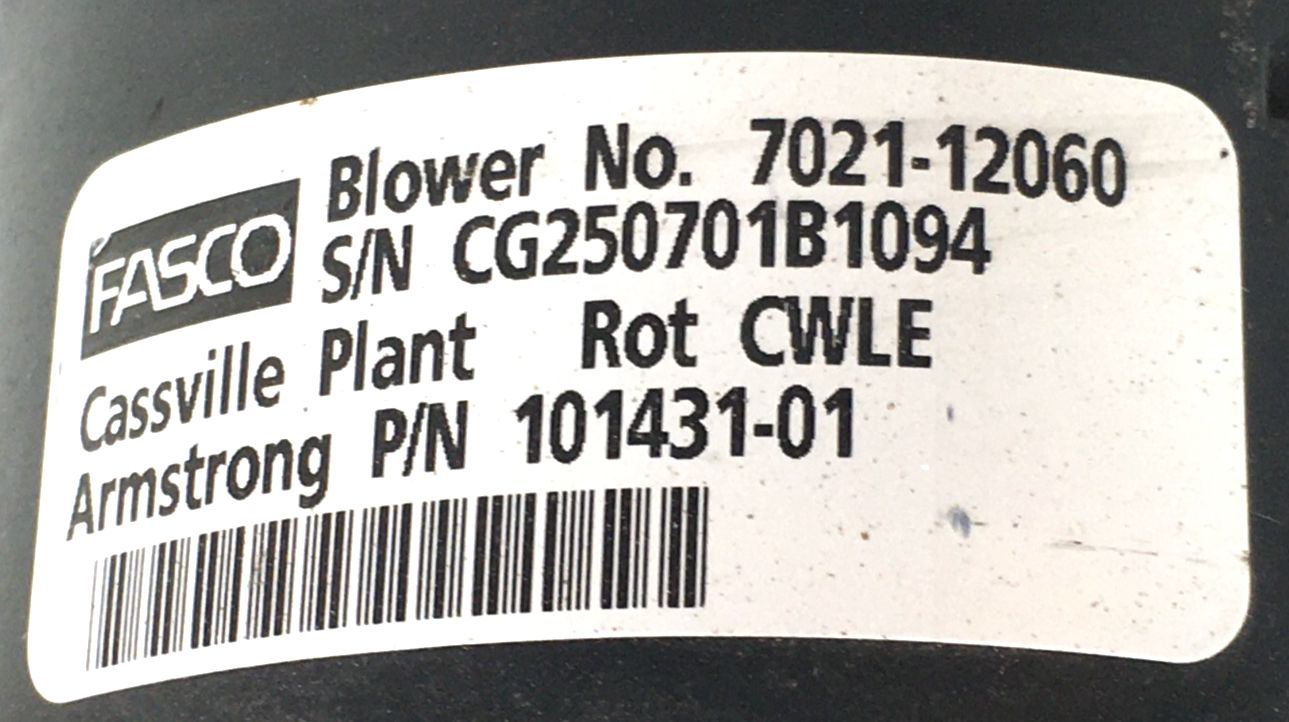 FASCO
Blower No. 7021-12060
S/N CG250701B1094
Cassville Plant Rot CWLE
Armstrong P/N 101431-01